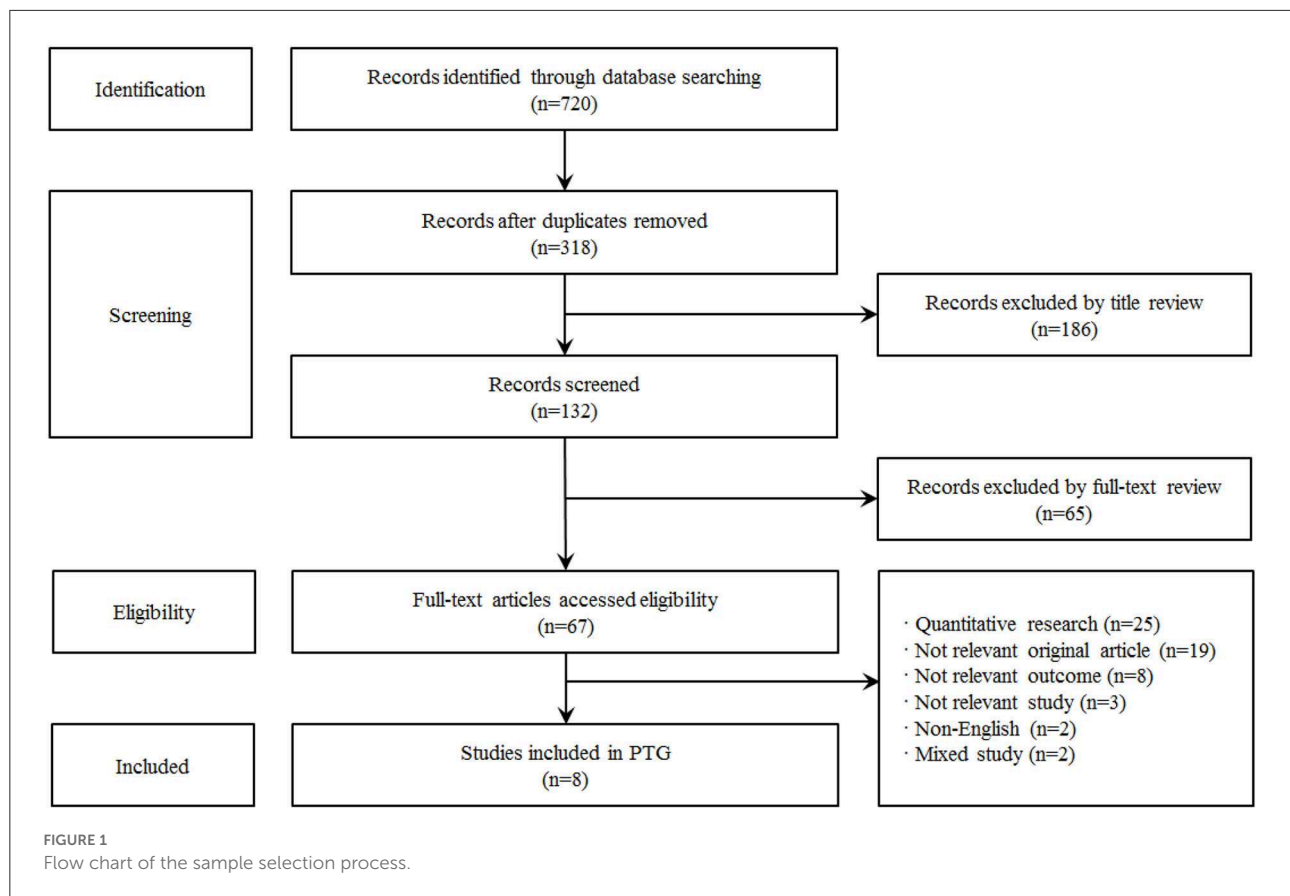 Identification
Records identified through database searching
(n=720)
Screening
Records after duplicates removed
(n=318)
Records excluded by title review
(n=186)
Records screened
(n=132)
Records excluded by full-text review
(n=65)
Eligibility
Full-text articles accessed eligibility
(n=67)
· Quantitative research (n=25)
· Not relevant original article (n=19)
· Not relevant outcome (n=8)
· Not relevant study (n=3)
· Non-English (n=2)
· Mixed study (n=2)
Included
Studies included in PTG
(n=8)
FIGURE 1
Flow chart of the sample selection process.